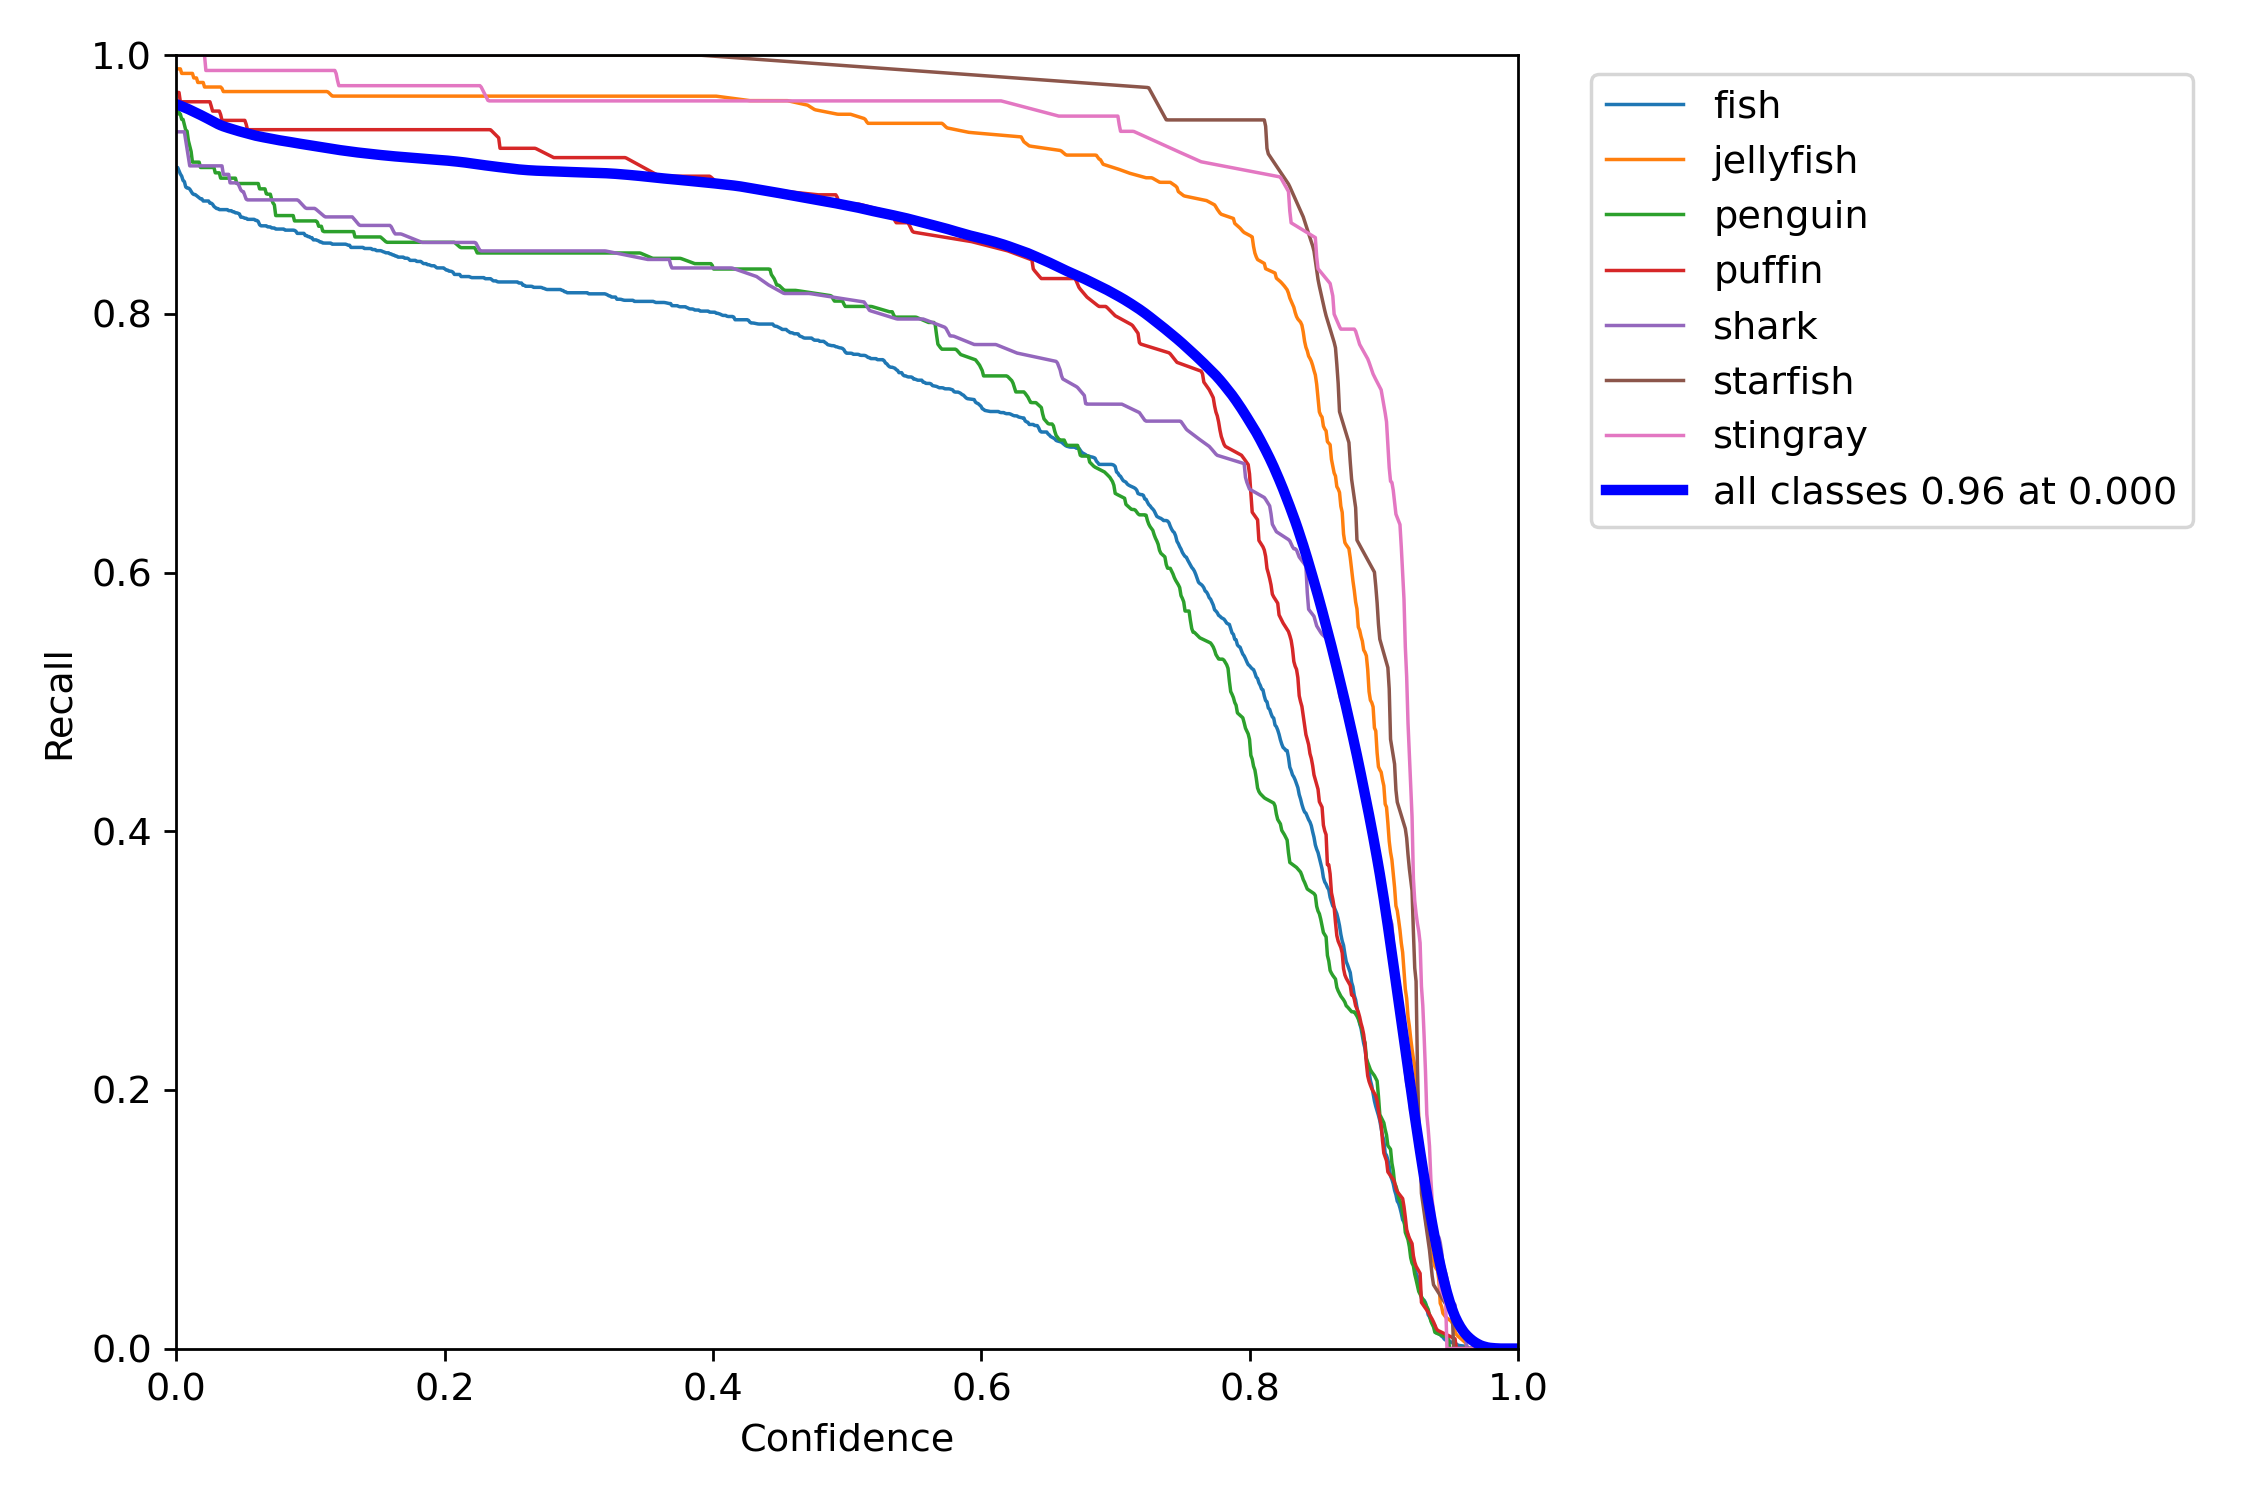 1.0
0.8
0.6
0.4
0.2
0.0
Recall
0.0 0.2 0.4 0.6 0.8 1.0
Confidence
fish
jellyfish
penguin
puffin
shark
starfish
stingray
all classes 0.96 at 0.000